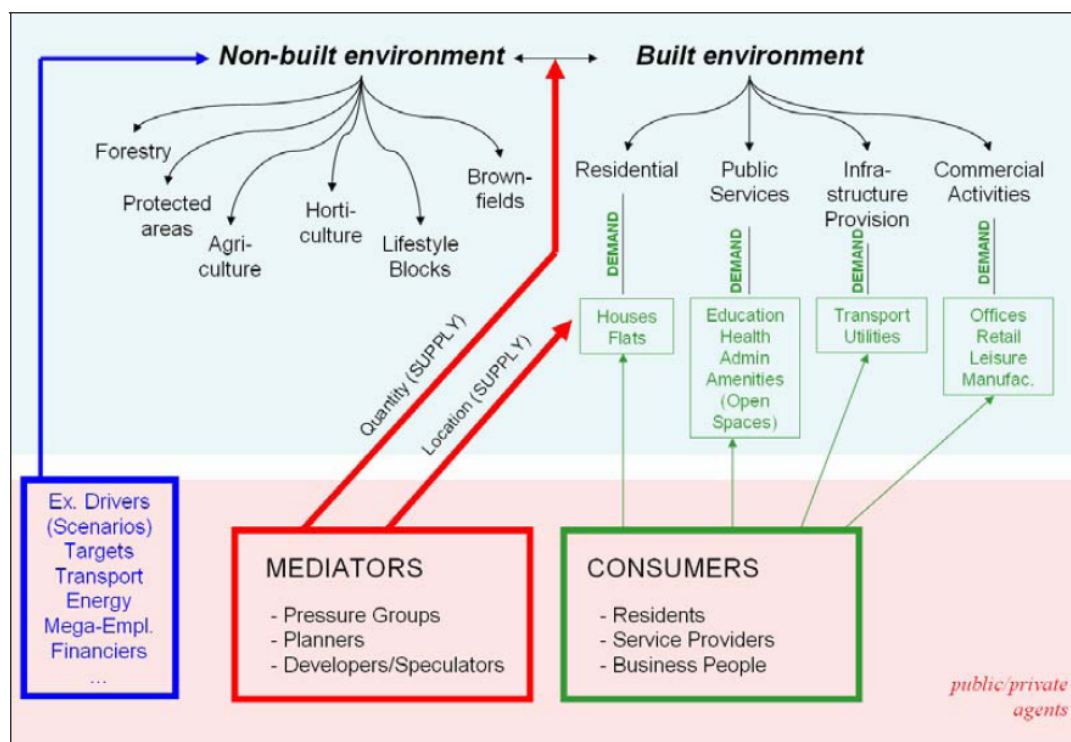 Non-built environment
Built environment
Forestry
Protected
areas
Agri-
culture
Horti-
culture
Lifestyle
Blocks
Brown-
fields
Residential
Public
Services
Infra-
structure
Provision
Commercial
Activities
DEMAND
DEMAND
DEMAND
DEMAND
Houses
Flats
Education
Health
Admin
Amenities
(Open
Spaces)
Transport
Utilities
Offices
Retail
Leisure
Manufac.
Quantity (SUPPLY)
Location (SUPPLY)
Ex. Drivers
(Scenarios)
Targets
Transport
Energy
Mega-Empl.
Financiers
...
MEDIATORS
- Pressure Groups
- Planners
- Developers/Speculators
CONSUMERS
- Residents
- Service Providers
- Business People
public/private
agents